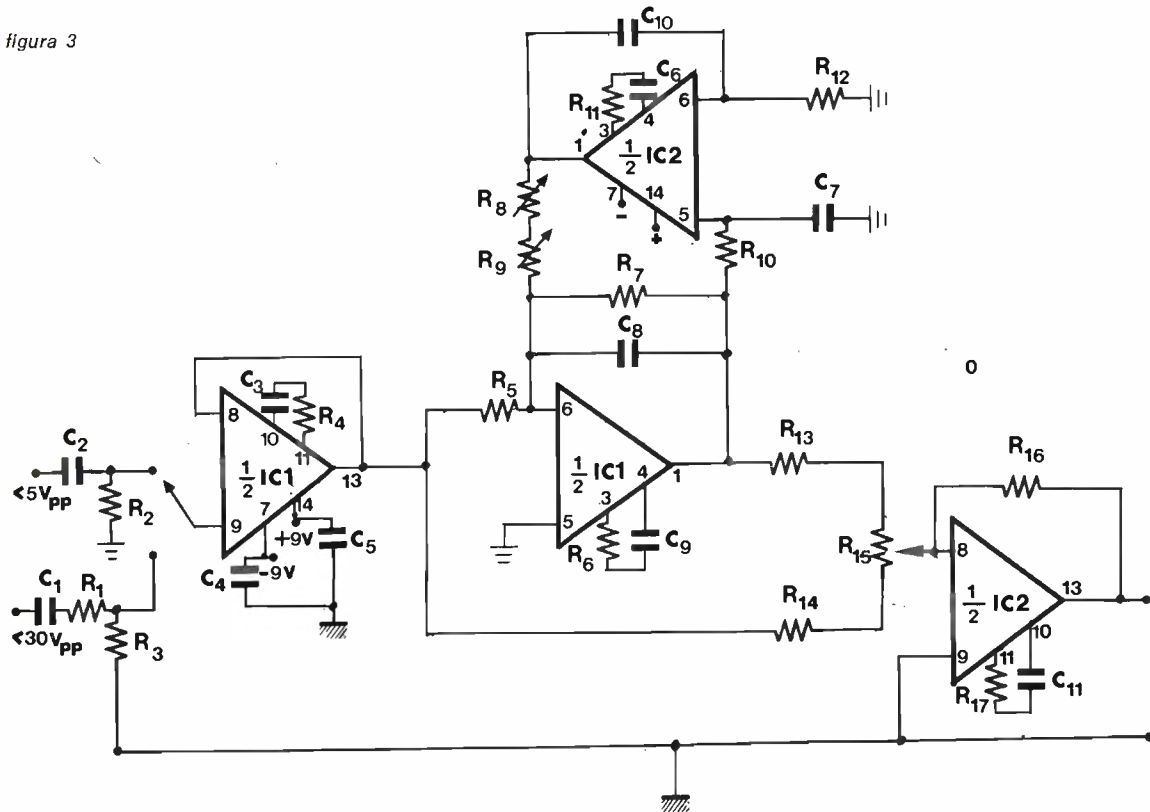 figura 3
C10
C6
R11
6
R12
3
4
1
1/2 IC2
7
14
-
+
5
C7
R8
R9
R10
R7
C8
R5
R13
R16
0
C3
8
R4
10
11
C2
<5Vpp
R2
1/2 IC1
13
9
7
14
+9V
C5
-9V
C4
6
1/2 IC1
4
1
3
5
R6
C9
R15
8
1/2 IC2
13
10
9
11
R17
C11
C1
R1
<30Vpp
R3
R14